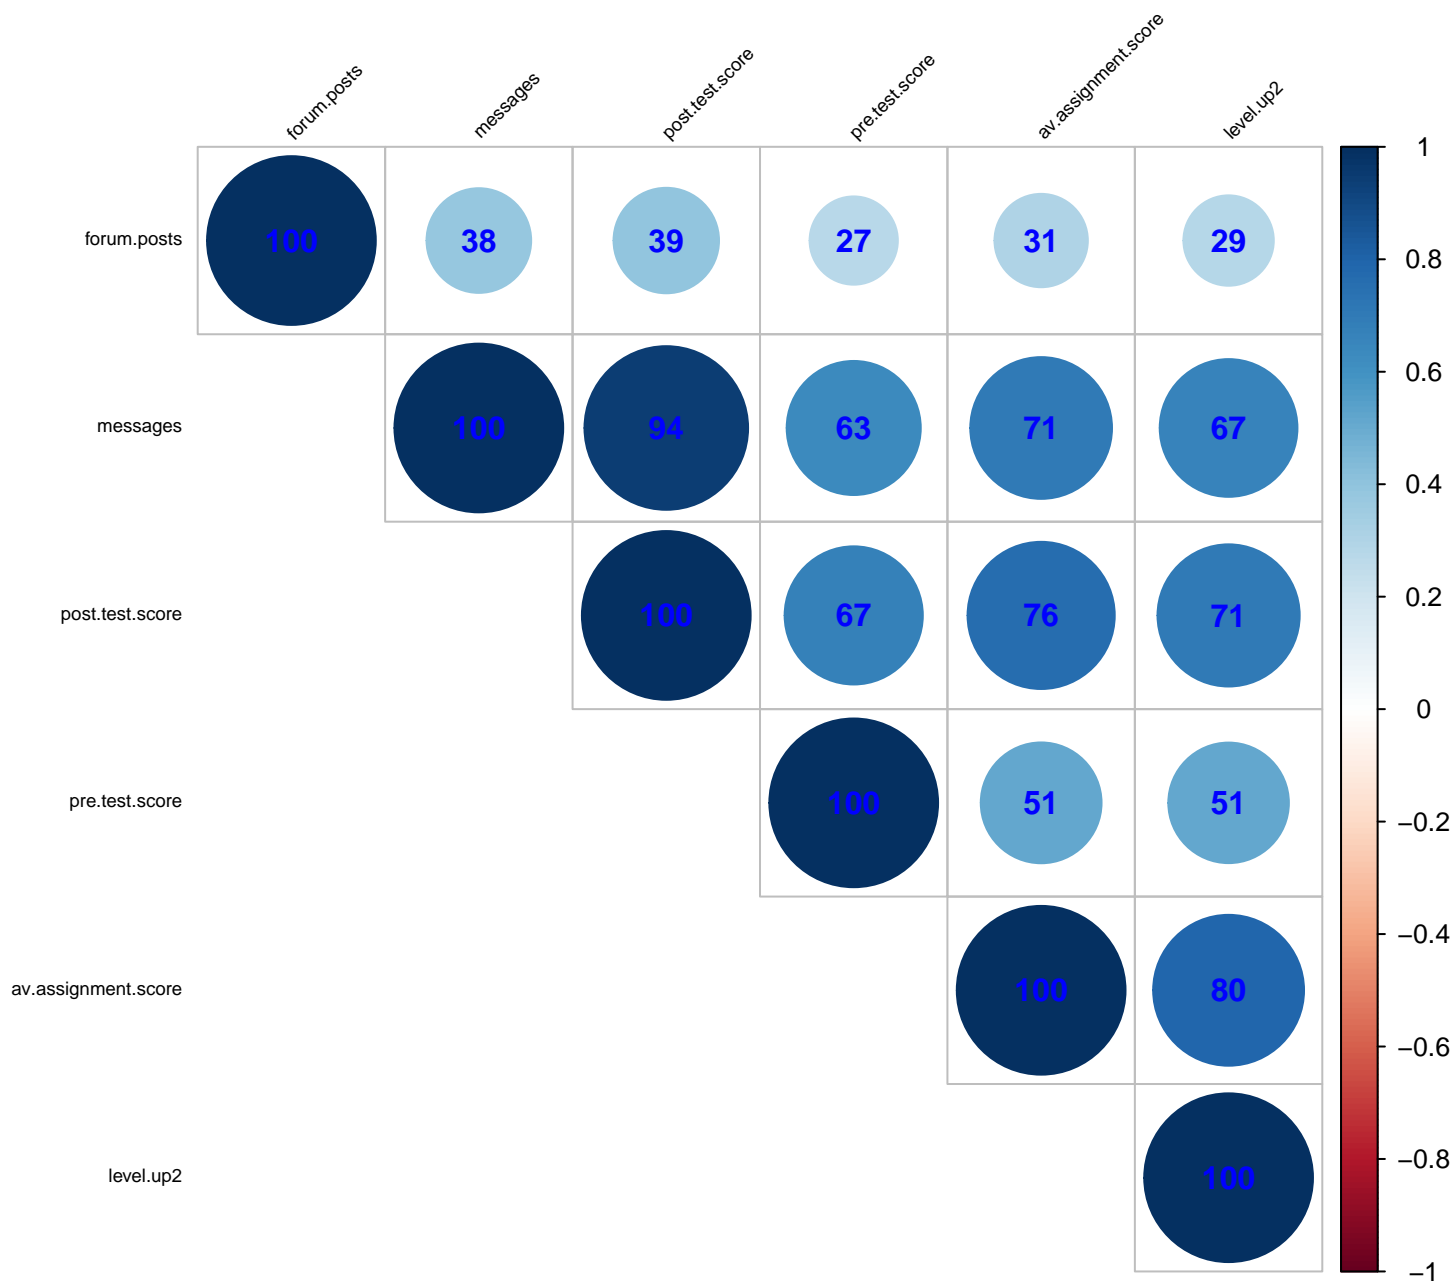 forum.posts messages post.test.score pre.test.score av.assignment.score level.up2
forum.posts 100 38 39 27 31 29
messages 100 94 63 71 67
post.test.score 100 67 76 71
pre.test.score 100 51 51
av.assignment.score 100 80
level.up2 100
1
0.8
0.6
0.4
0.2
0
−0.2
−0.4
−0.6
−0.8
−1